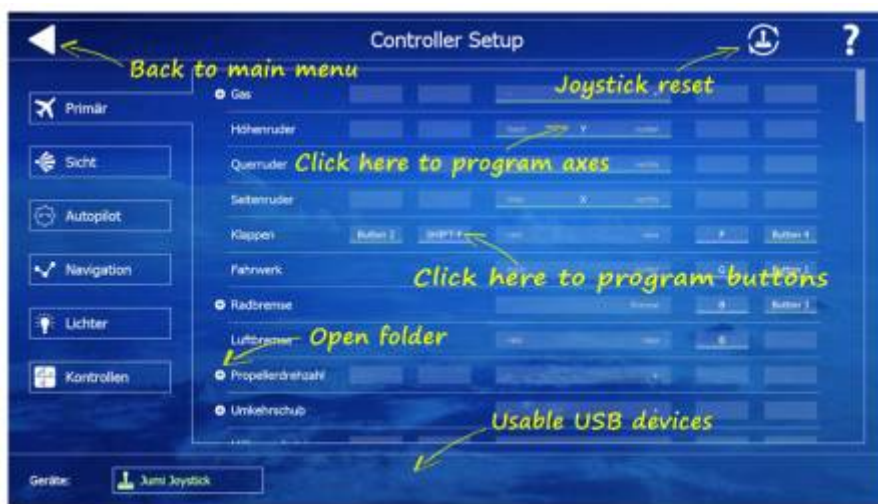 Controller Setup
?
Back to main menu
Joystick reset
Primär
Gas
Höhenruder
Y
Sicht
Querruder
Click here to program axes
Seitenruder
X
Autopilot
Klappen
Button 2
SHIFT-F
F
Button 4
Navigation
Fahrwerk
G
Click here to program buttons
Radbremse
B
Button 3
Lichter
Luftbremse
Open folder
Kontrollen
Propellerdrehzahl
Umkehrschub
Usable USB devices
Geräte:
Jumi Joystick